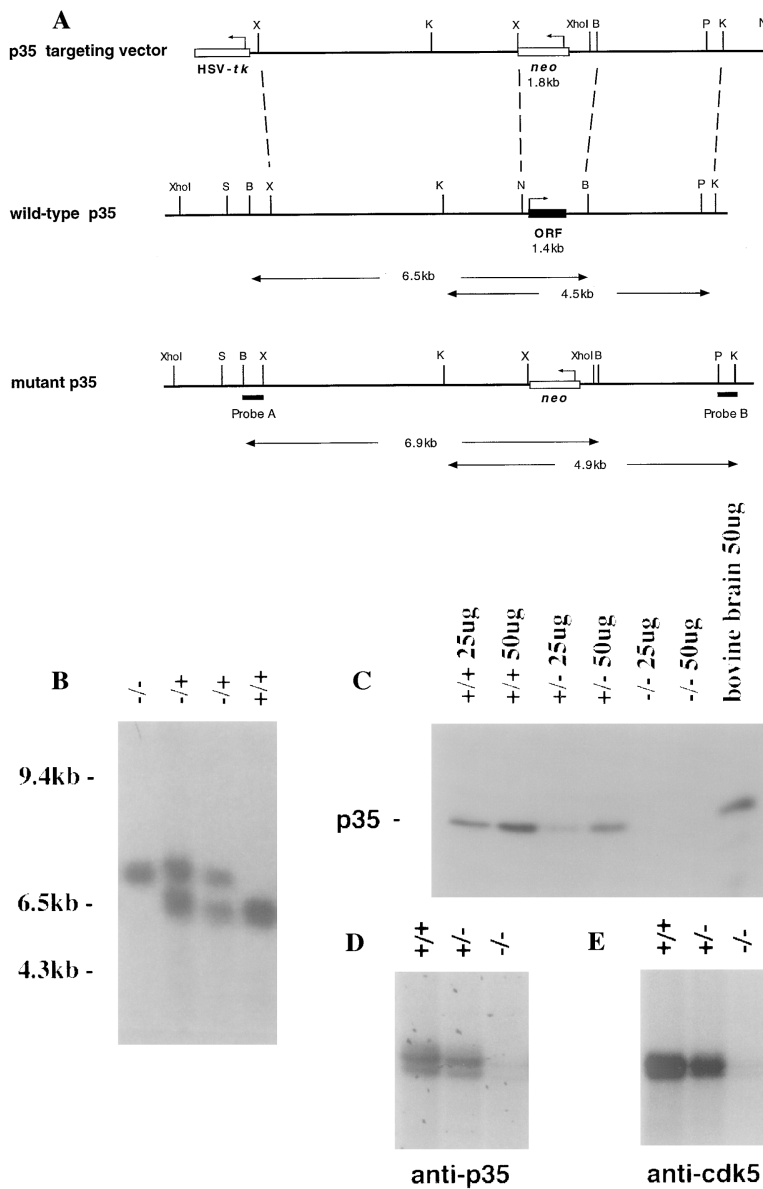 A
X K X XhoI B P K N
p35 targeting vector
HSV-tk neo
1.8kb
XhoI S B X K N B P K
wild-type p35
ORF
1.4kb
6.5kb
4.5kb
XhoI S B X K X XhoI B P K
mutant p35
neo
Probe A Probe B
6.9kb
4.9kb
B
-/- +/- +/- +/+
9.4kb -
6.5kb -
4.3kb -
C
+/+ 25ug
+/+ 50ug
+/- 25ug
+/- 50ug
-/- 25ug
-/- 50ug
bovine brain 50ug
p35 -
D
+/+ +/- -/-
anti-p35
E
+/+ +/- -/-
anti-cdk5